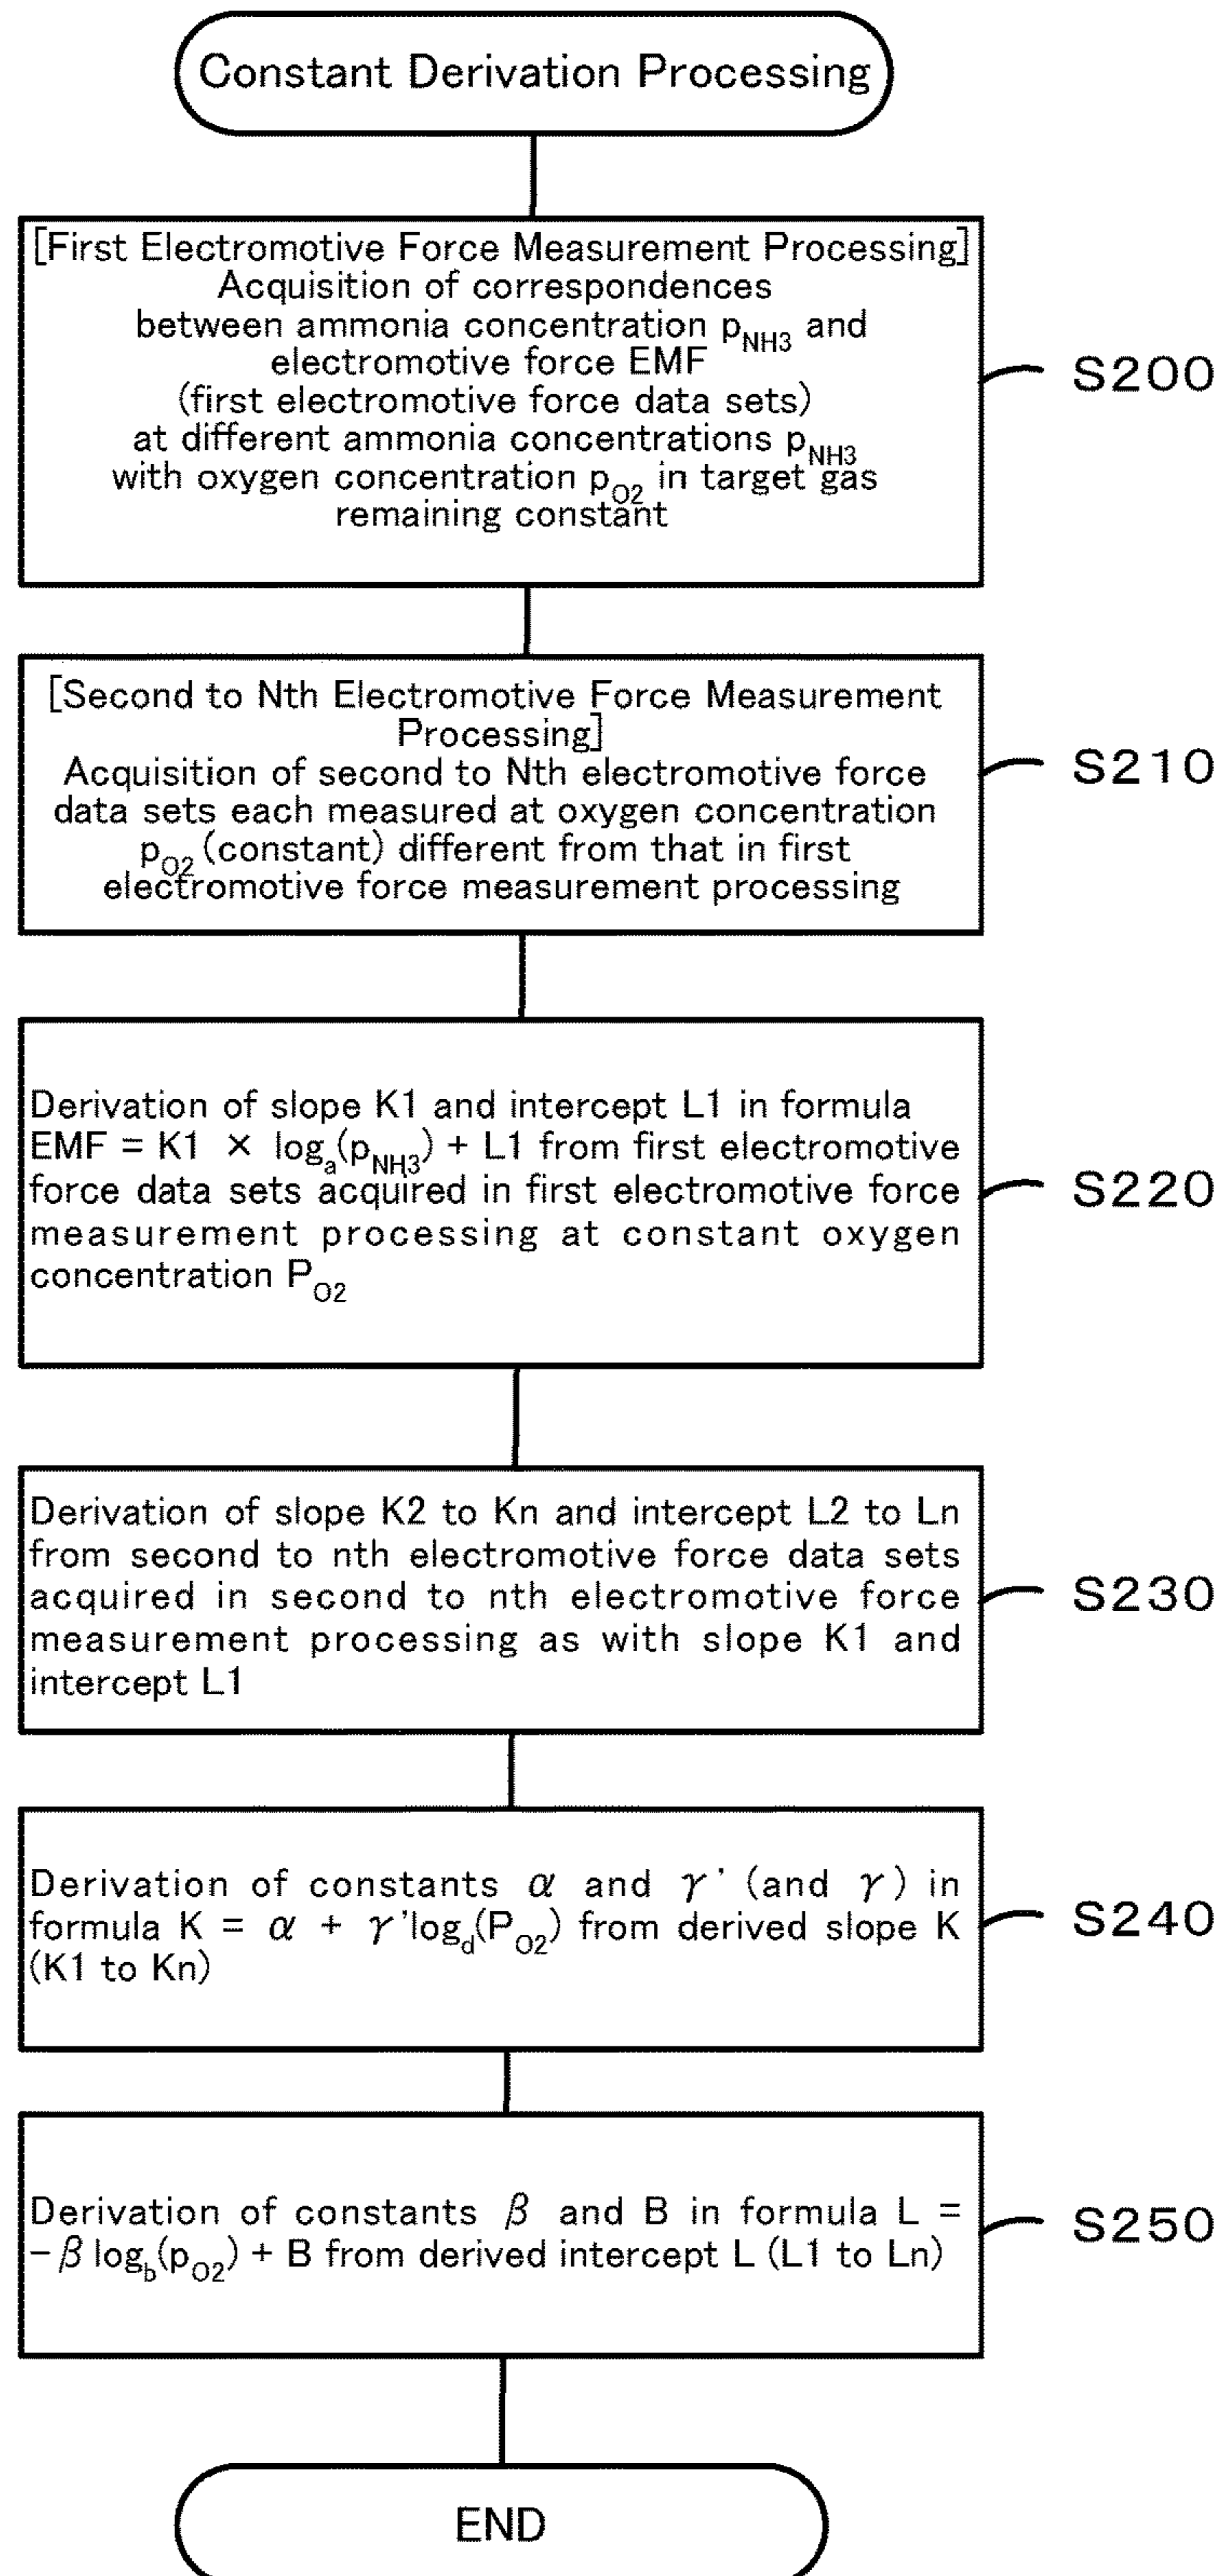 Constant Derivation Processing
[First Electromotive Force Measurement Processing]
Acquisition of correspondences
between ammonia concentration pNH3 and
electromotive force EMF
(first electromotive force data sets)
at different ammonia concentrations pNH3
with oxygen concentration pO2 in target gas
remaining constant
S200
[Second to Nth Electromotive Force Measurement
Processing]
Acquisition of second to Nth electromotive force
data sets each measured at oxygen concentration
pO2 (constant) different from that in first
electromotive force measurement processing
S210
Derivation of slope K1 and intercept L1 in formula
EMF = K1 × loga(pNH3) + L1 from first electromotive
force data sets acquired in first electromotive force
measurement processing at constant oxygen
concentration PO2
S220
Derivation of slope K2 to Kn and intercept L2 to Ln
from second to nth electromotive force data sets
acquired in second to nth electromotive force
measurement processing as with slope K1 and
intercept L1
S230
Derivation of constants α and γ' (and γ) in
formula K = α + γ'logd(PO2) from derived slope K
(K1 to Kn)
S240
Derivation of constants β and B in formula L =
-β logb(pO2) + B from derived intercept L (L1 to Ln)
S250
END